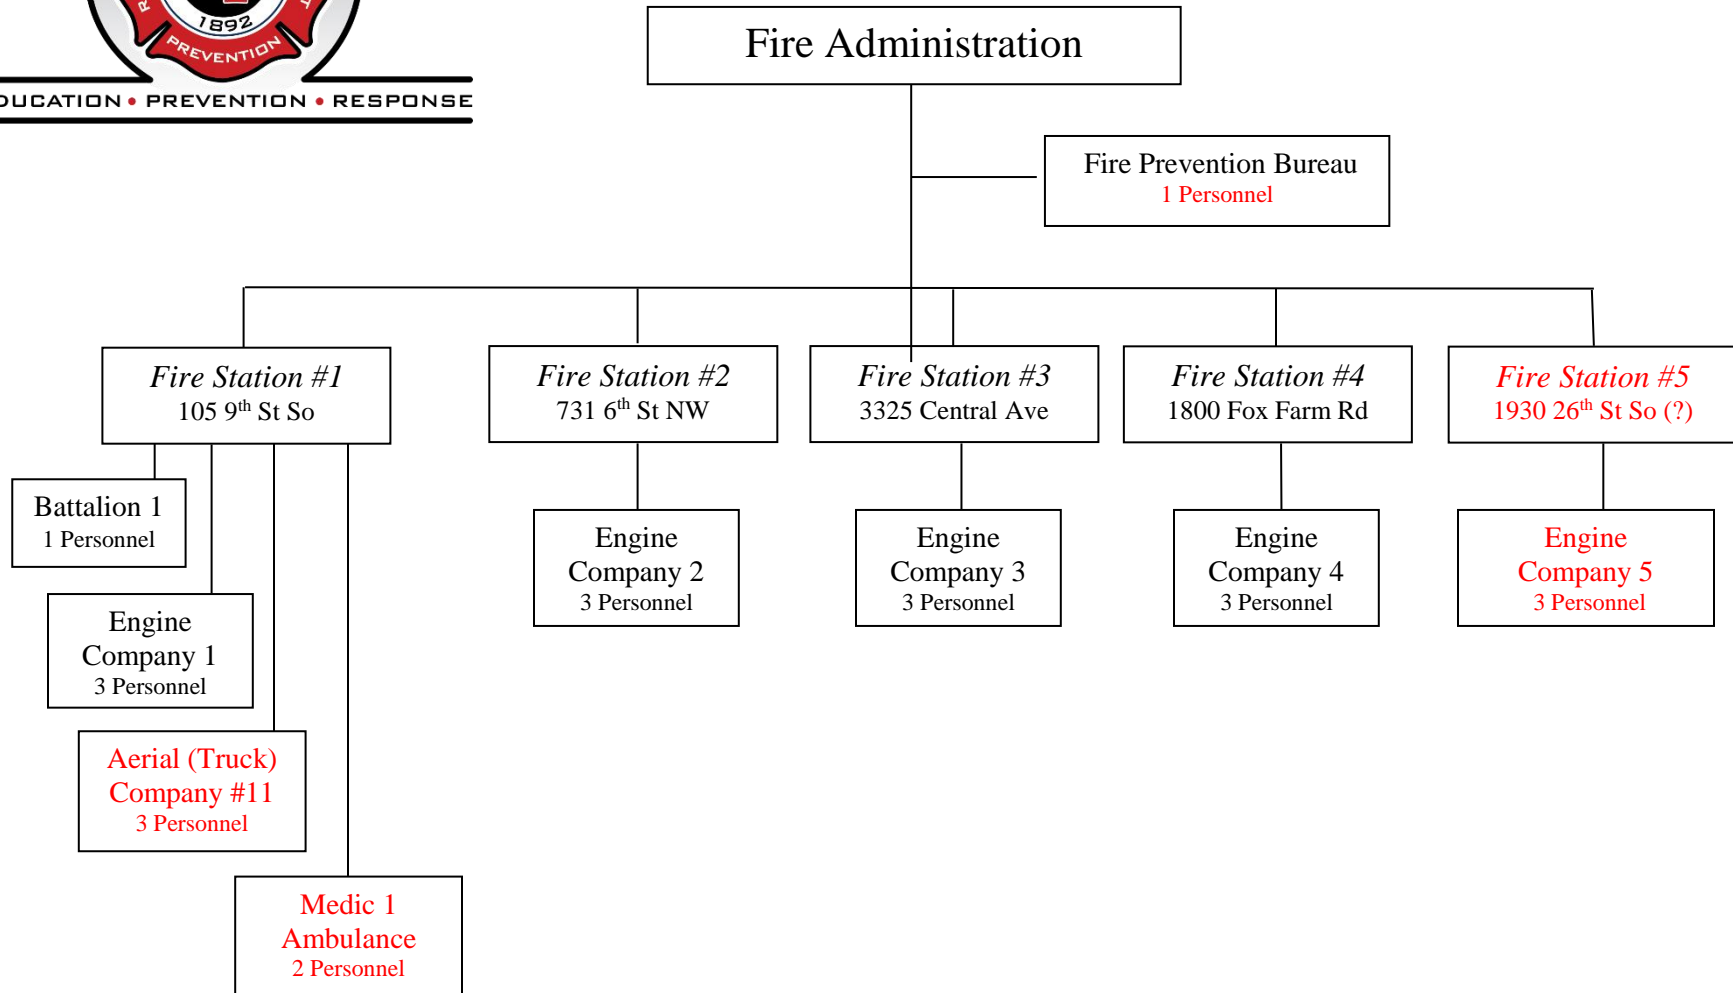 1892
PREVENTION
EDUCATION • PREVENTION • RESPONSE
Fire Administration
Fire Prevention Bureau
1 Personnel
Fire Station #1
105 9th St So
Fire Station #2
731 6th St NW
Fire Station #3
3325 Central Ave
Fire Station #4
1800 Fox Farm Rd
Fire Station #5
1930 26th St So (?)
Battalion 1
1 Personnel
Engine
Company 1
3 Personnel
Aerial (Truck)
Company #11
3 Personnel
Medic 1
Ambulance
2 Personnel
Engine
Company 2
3 Personnel
Engine
Company 3
3 Personnel
Engine
Company 4
3 Personnel
Engine
Company 5
3 Personnel